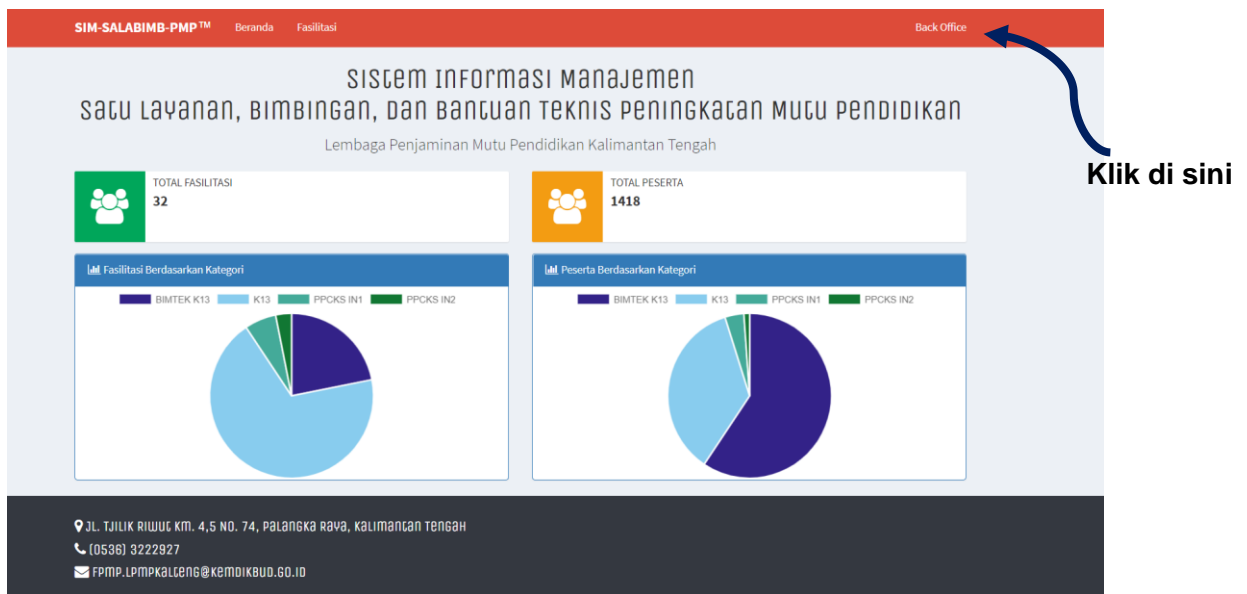 SIM-SALABIMB-PMP™ Beranda Fasilitasi Back Office
Sistem Informasi Manajemen
Satu Layanan, Bimbingan, dan Bantuan Teknis Peningkatan Mutu Pendidikan
Lembaga Penjaminan Mutu Pendidikan Kalimantan Tengah
Klik di sini
TOTAL FASILITASI
32
TOTAL PESERTA
1418
Fasilitasi Berdasarkan Kategori
BIMTEK K13 K13 PPCKS IN1 PPCKS IN2
Peserta Berdasarkan Kategori
BIMTEK K13 K13 PPCKS IN1 PPCKS IN2
Jl. Tjilik Riwut Km. 4,5 No. 74, Palangka Raya, Kalimantan Tengah
(0536) 3222927
fpmp.lpmpkalteng@kemdikbud.go.id